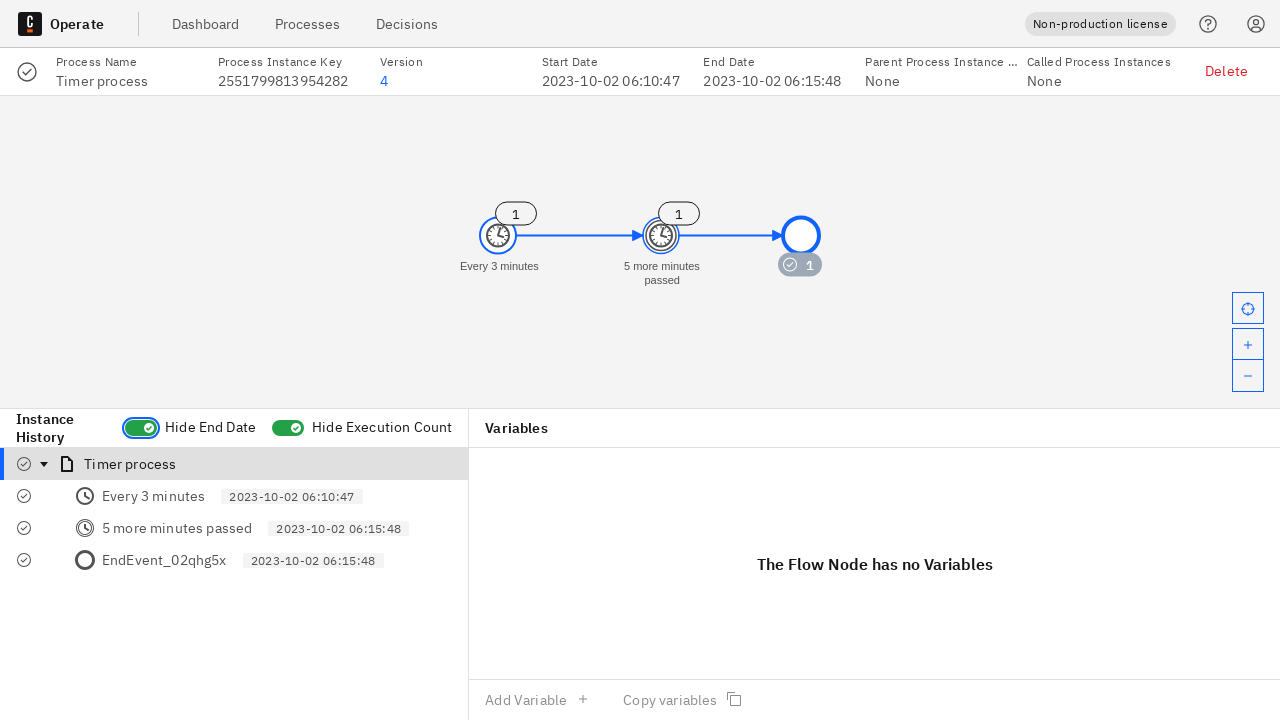 Operate
Dashboard
Processes
Decisions
Non-production license
Process Name
Timer process
Process Instance Key
2551799813954282
Version
4
Start Date
2023-10-02 06:10:47
End Date
2023-10-02 06:15:48
Parent Process Instance ...
None
Called Process Instances
None
Delete
1
1
Every 3 minutes
5 more minutes
passed
1
Instance
History
Hide End Date
Hide Execution Count
Variables
Timer process
Every 3 minutes
2023-10-02 06:10:47
5 more minutes passed
2023-10-02 06:15:48
EndEvent_02qhg5x
2023-10-02 06:15:48
The Flow Node has no Variables
Add Variable
Copy variables